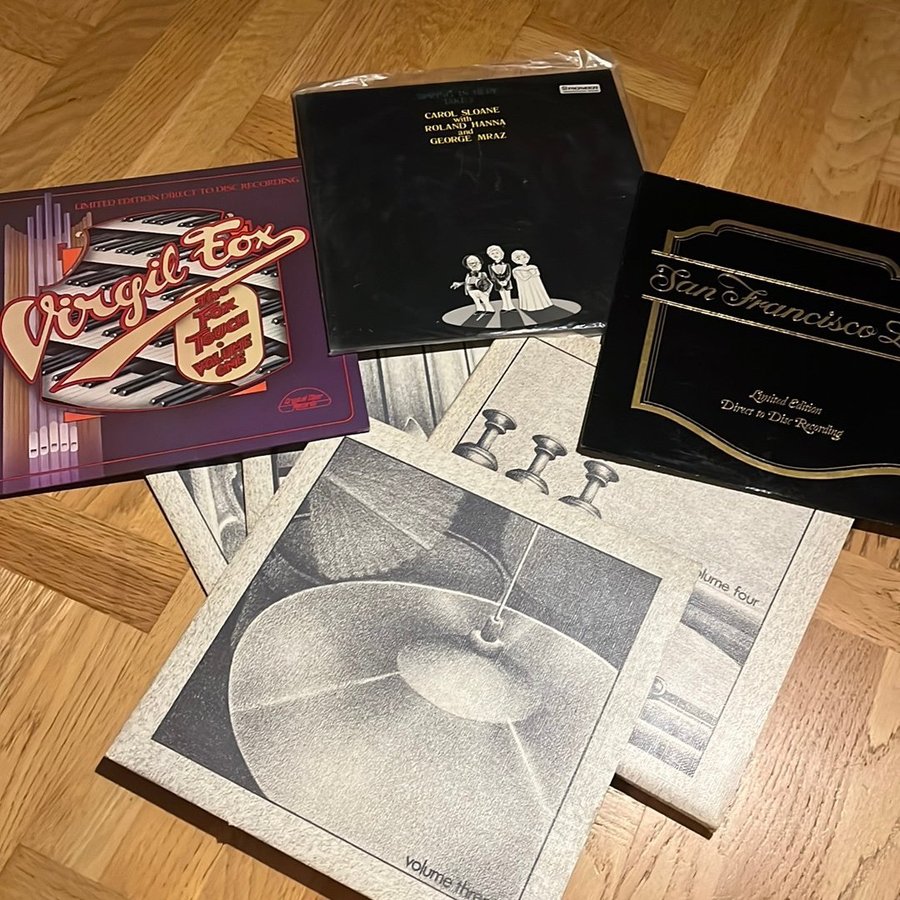 LIMITED EDITION DIRECT TO DISC RECORDING
Virgil Fox
The
Fox
Touch
Volume
One
PIONEER
CAROL SLOANE
with
ROLAND HANNA
and
GEORGE MRAZ
San Francisco
Limited Edition
Direct to Disc Recording
volume four
volume three